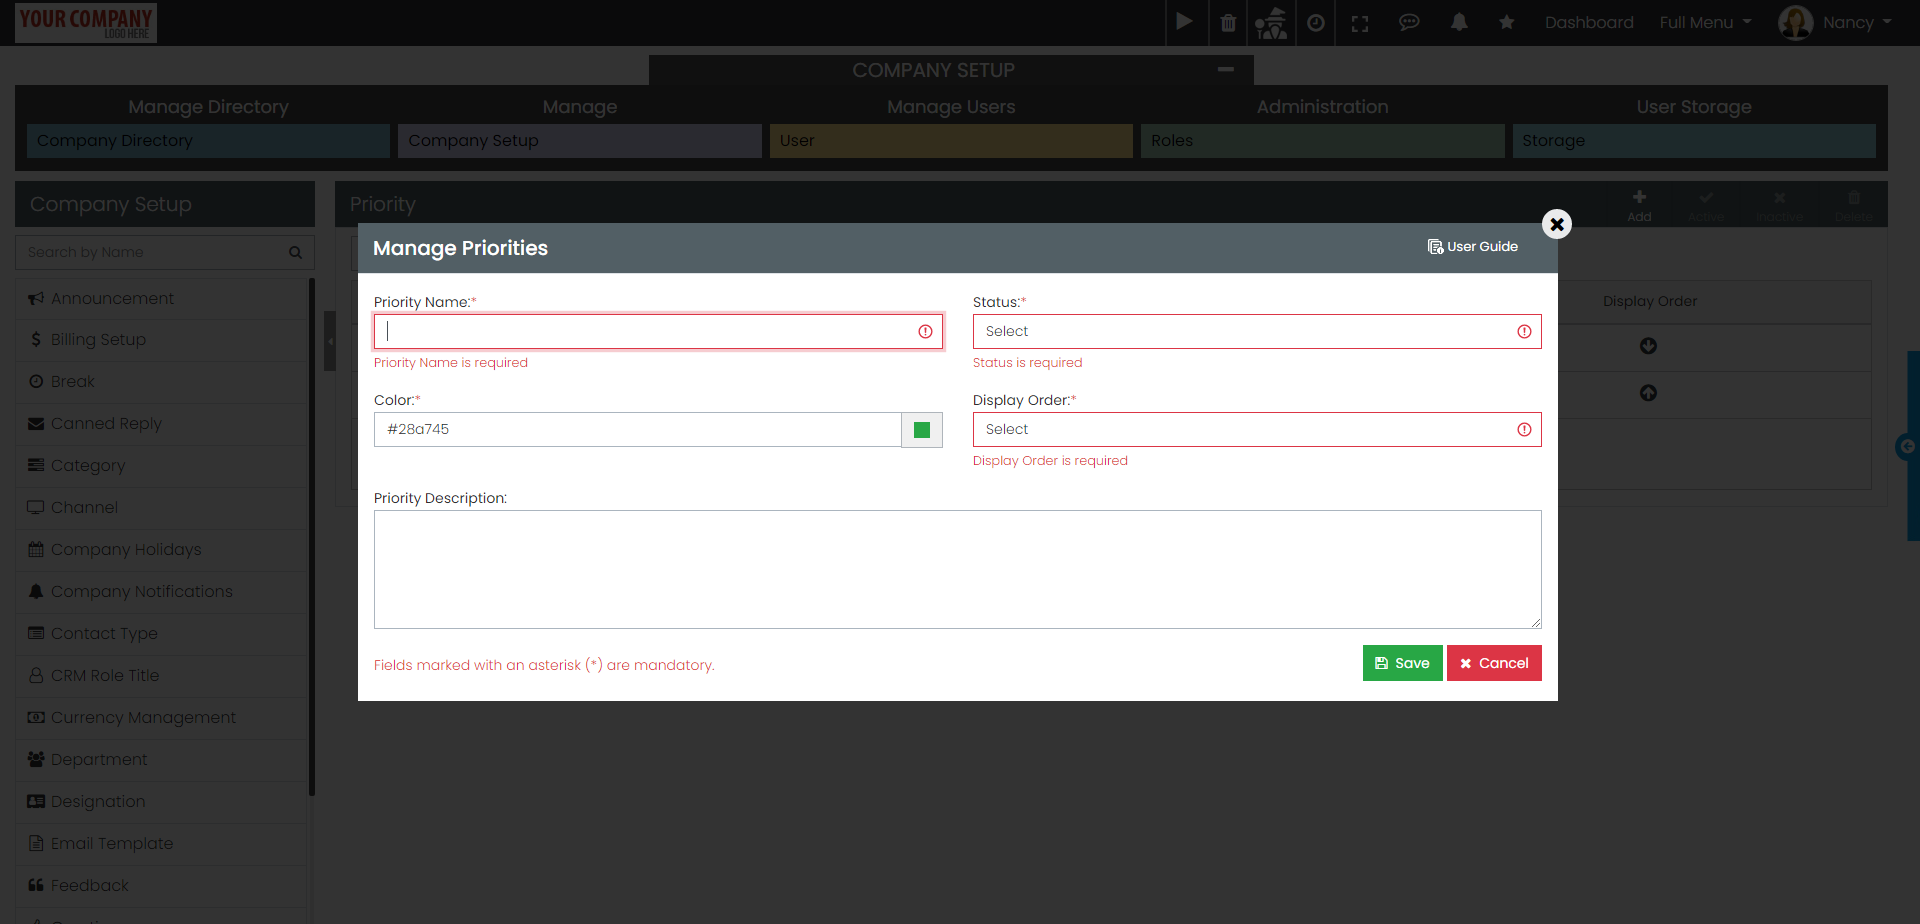 YOUR COMPANY
LOGO HERE
Dashboard
Full Menu
Nancy
COMPANY SETUP
Manage Directory
Manage
Manage Users
Administration
User Storage
Company Directory
Company Setup
User
Roles
Storage
Company Setup
Priority
Add
Active
Inactive
Delete
Search by Name
Manage Priorities
User Guide
Announcement
Billing Setup
Break
Canned Reply
Category
Channel
Company Holidays
Company Notifications
Contact Type
CRM Role Title
Currency Management
Department
Designation
Email Template
Feedback
Priority Name:*
Priority Name is required
Status:*
Select
Status is required
Color:*
#28a745
Display Order:*
Select
Display Order is required
Priority Description:
Fields marked with an asterisk (*) are mandatory.
Save
Cancel
Display Order